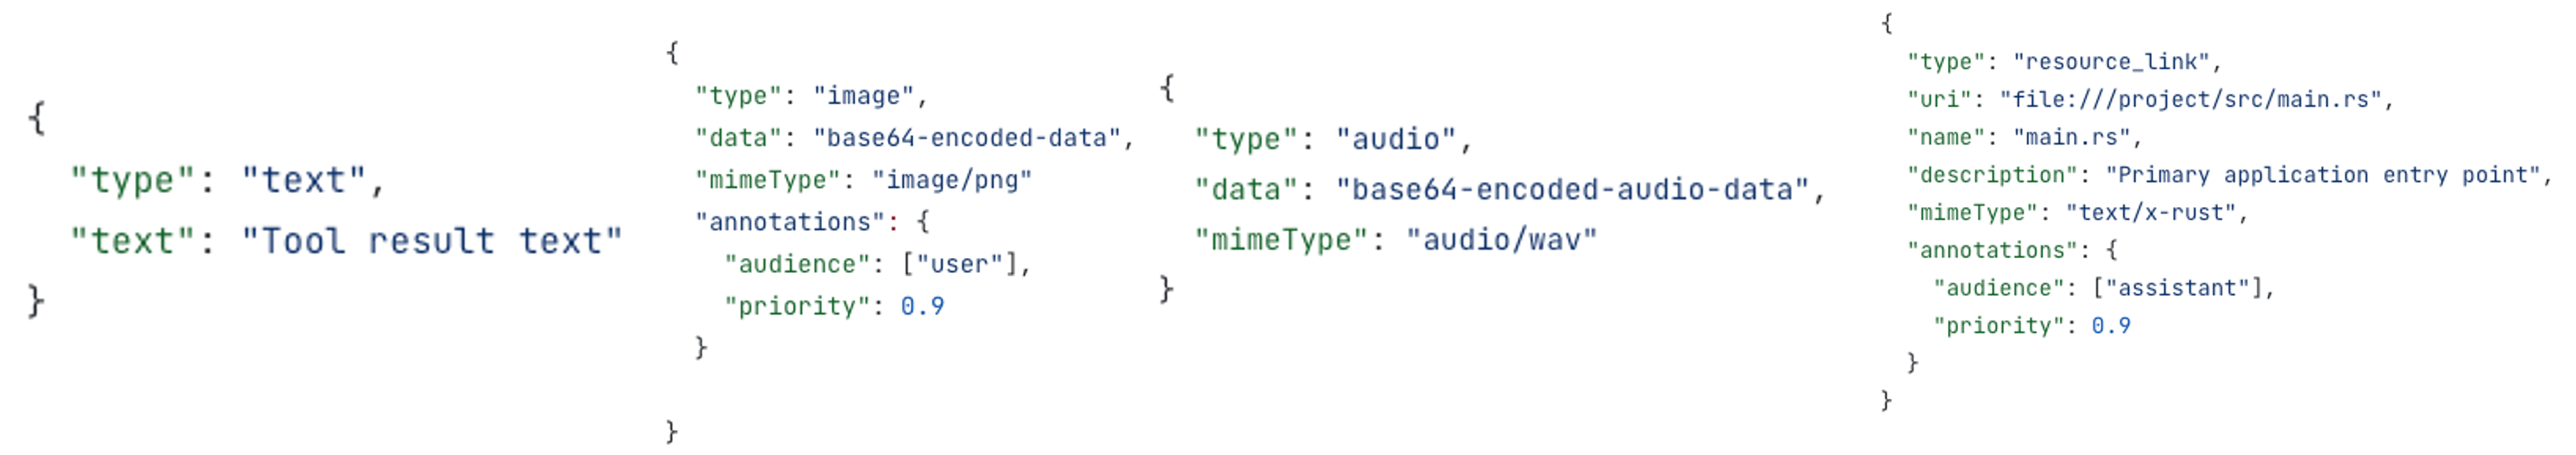 {
  "type": "text",
  "text": "Tool result text"
}
{
  "type": "image",
  "data": "base64-encoded-data",
  "mimeType": "image/png"
  "annotations": {
    "audience": ["user"],
    "priority": 0.9
  }
}
{
  "type": "audio",
  "data": "base64-encoded-audio-data",
  "mimeType": "audio/wav"
}
{
  "type": "resource_link",
  "uri": "file:///project/src/main.rs",
  "name": "main.rs",
  "description": "Primary application entry point",
  "mimeType": "text/x-rust",
  "annotations": {
    "audience": ["assistant"],
    "priority": 0.9
  }
}